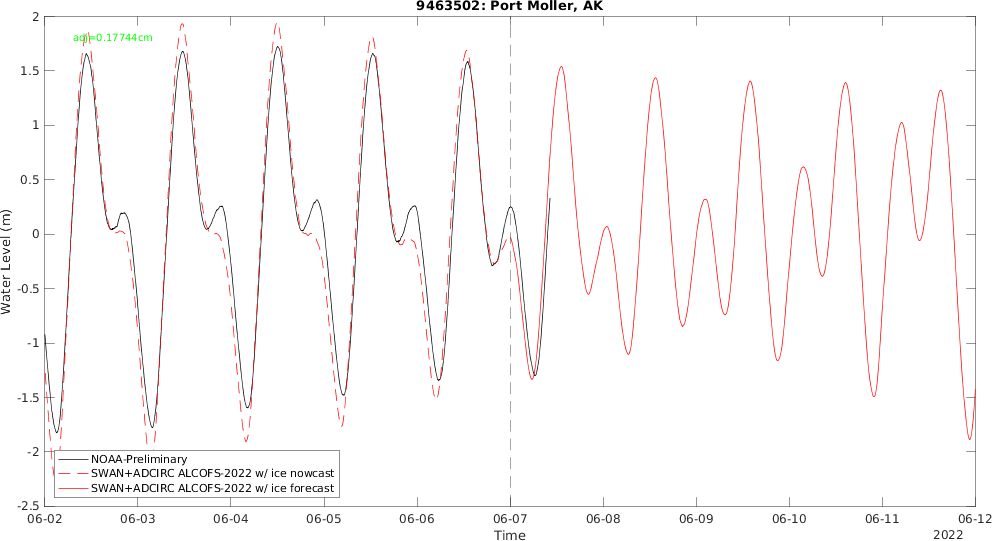 9463502: Port Moller, AK
adj=0.17744cm
Water Level (m)
2
1.5
1
0.5
0
-0.5
-1
-1.5
-2
-2.5
NOAA-Preliminary
SWAN+ADCIRC ALCOFS-2022 w/ ice nowcast
SWAN+ADCIRC ALCOFS-2022 w/ ice forecast
06-02 06-03 06-04 06-05 06-06 06-07 06-08 06-09 06-10 06-11 06-12
Time
2022